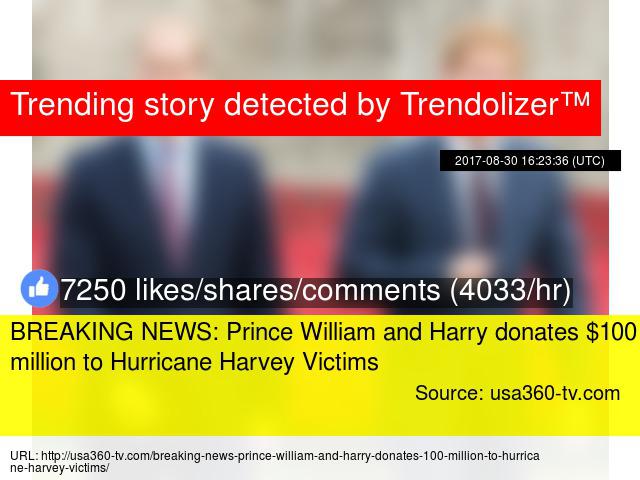 Trending story detected by Trendolizer™
2017-08-30 16:23:36 (UTC)
7250 likes/shares/comments (4033/hr)
BREAKING NEWS: Prince William and Harry donates $100
million to Hurricane Harvey Victims
Source: usa360-tv.com
URL: http://usa360-tv.com/breaking-news-prince-william-and-harry-donates-100-million-to-hurrica
ne-harvey-victims/